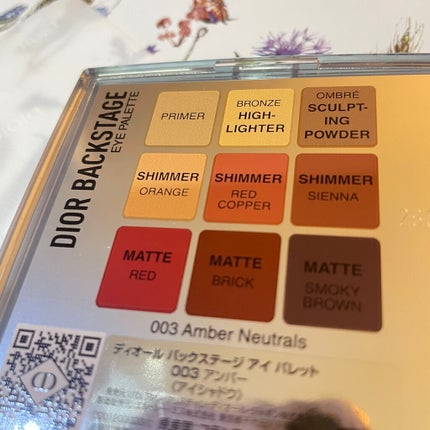 DIOR BACKSTAGE
EYE PALETTE
PRIMER
BRONZE
HIGH-
LIGHTER
OMBRÉ
SCULPT-
ING
POWDER
SHIMMER
ORANGE
SHIMMER
RED
COPPER
SHIMMER
SIENNA
MATTE
RED
MATTE
BRICK
MATTE
SMOKY
BROWN
003 Amber Neutrals
ディオール バックステージ アイ パレット
003 アンバー
(アイシャドウ)